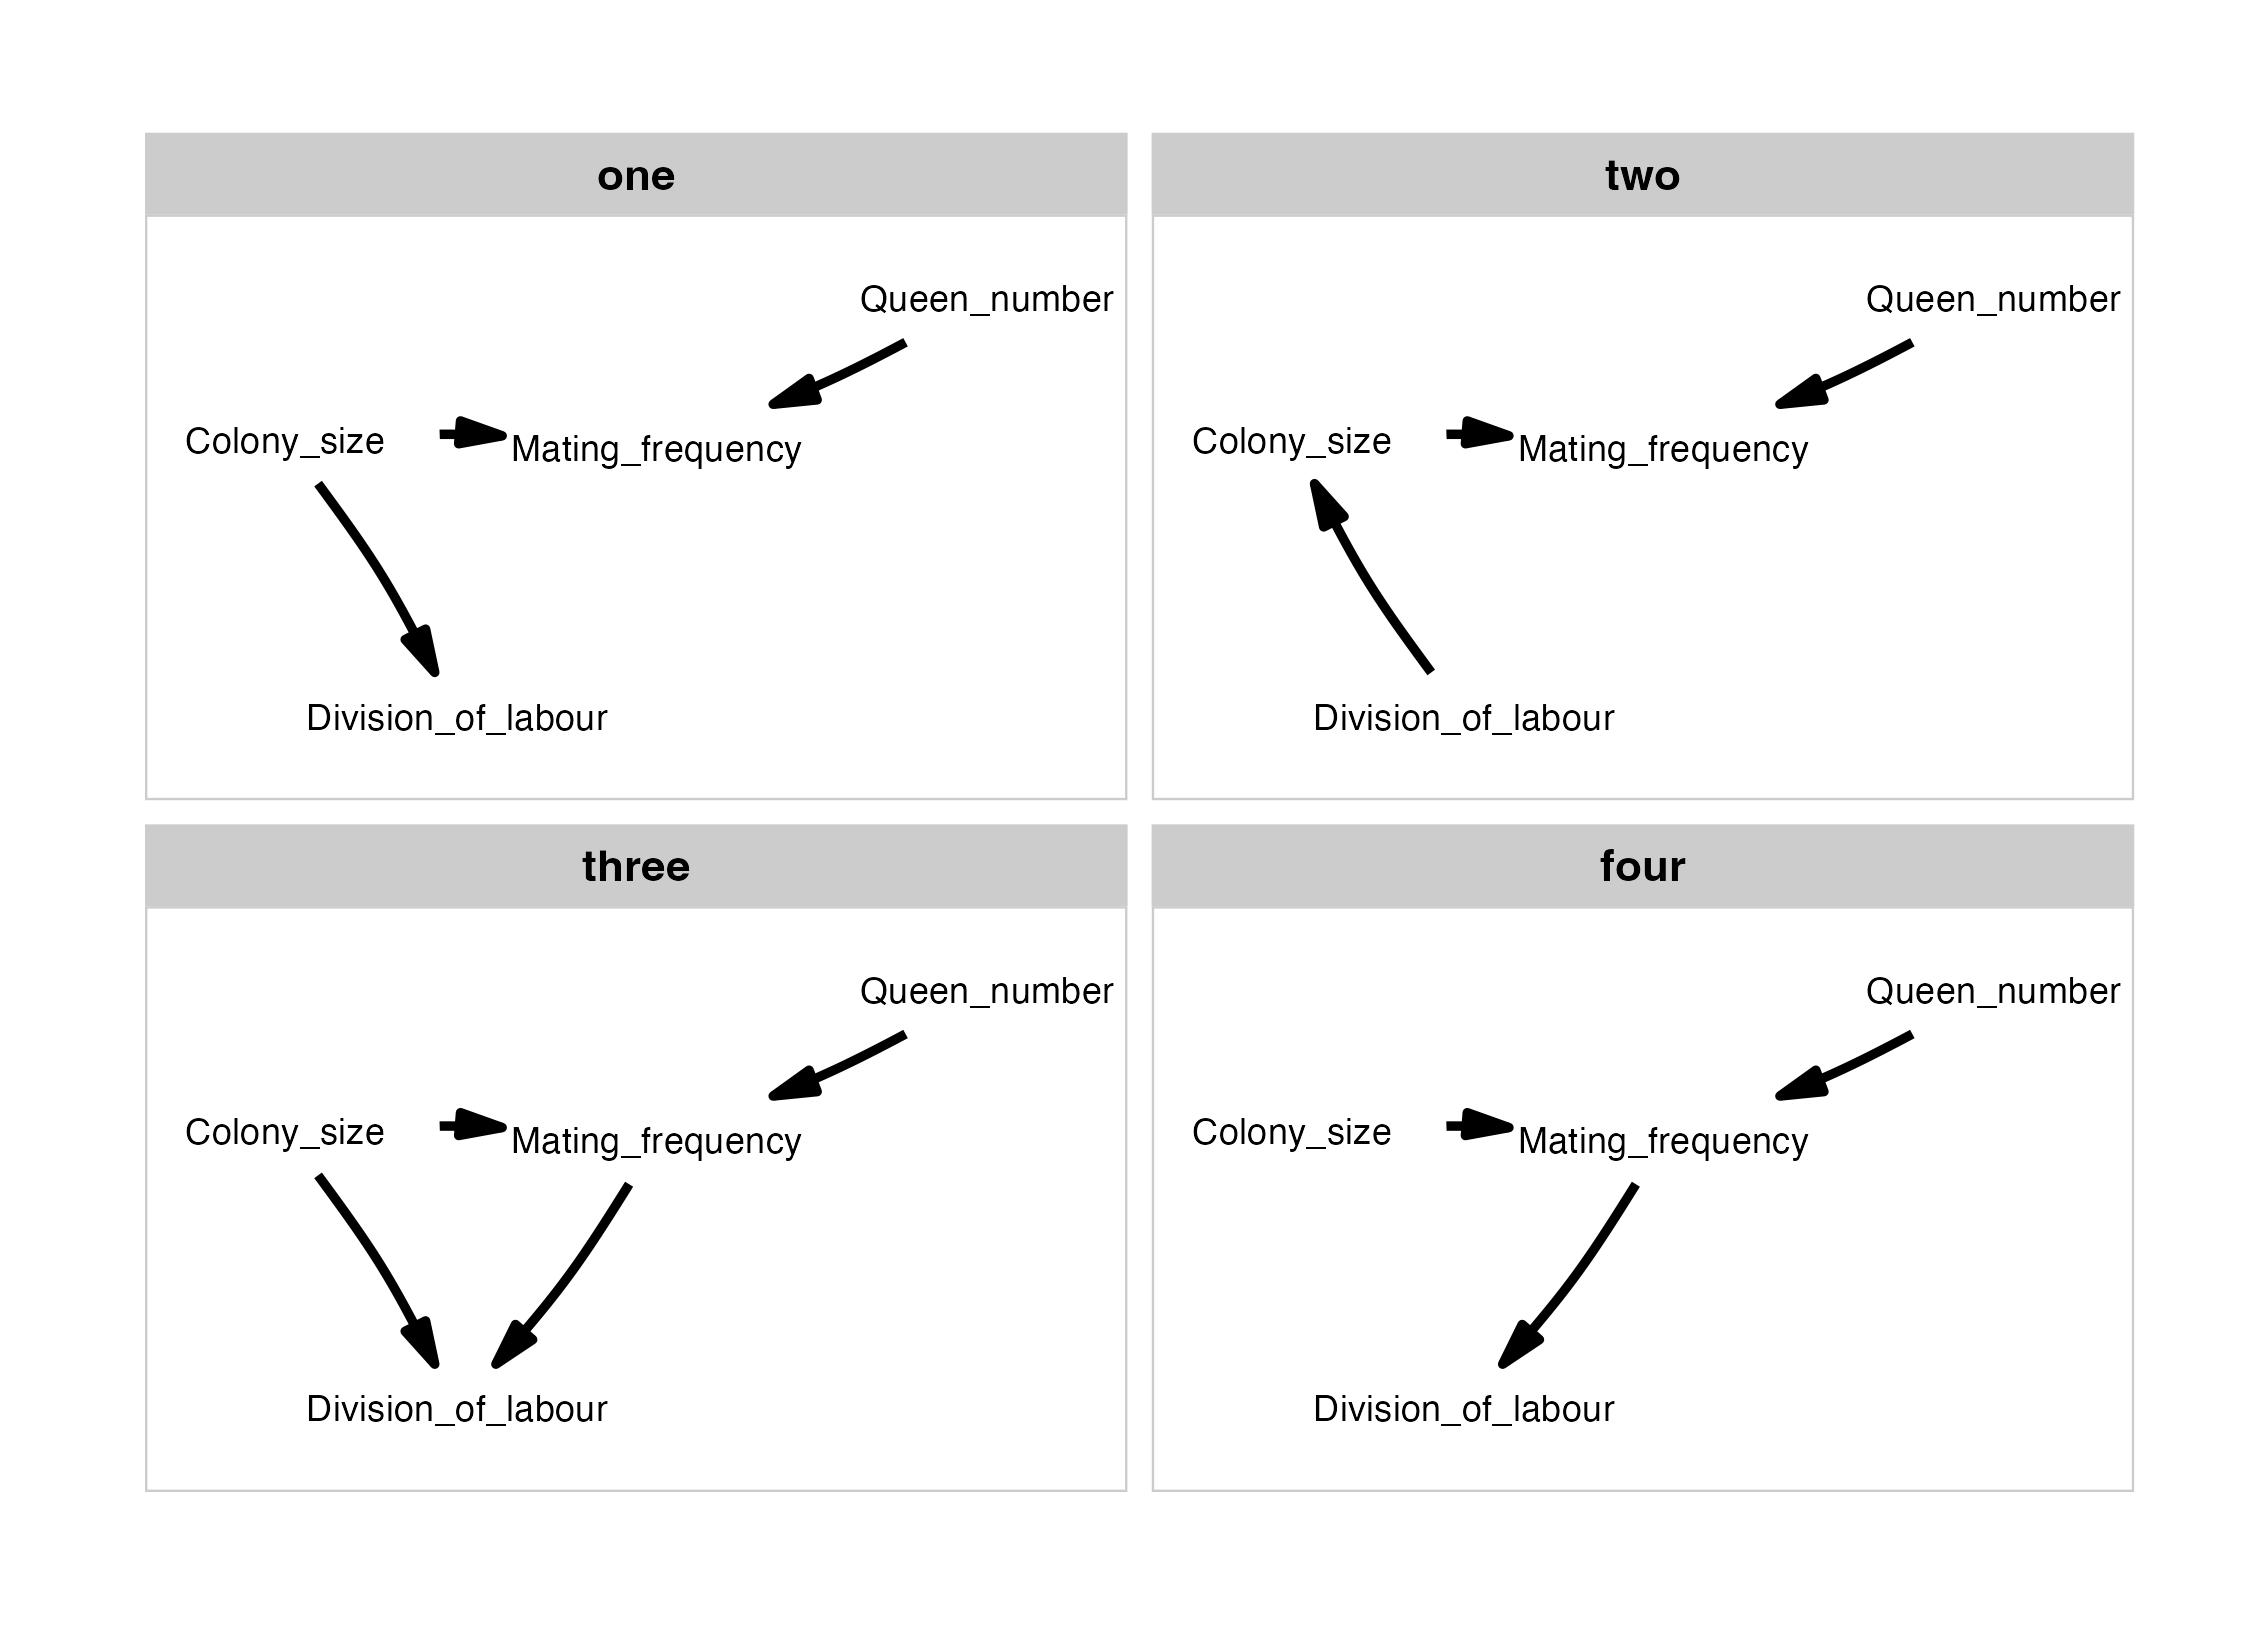 one
Queen_number
Colony_size
Mating_frequency
Division_of_labour
two
Queen_number
Colony_size
Mating_frequency
Division_of_labour
three
Queen_number
Colony_size
Mating_frequency
Division_of_labour
four
Queen_number
Colony_size
Mating_frequency
Division_of_labour